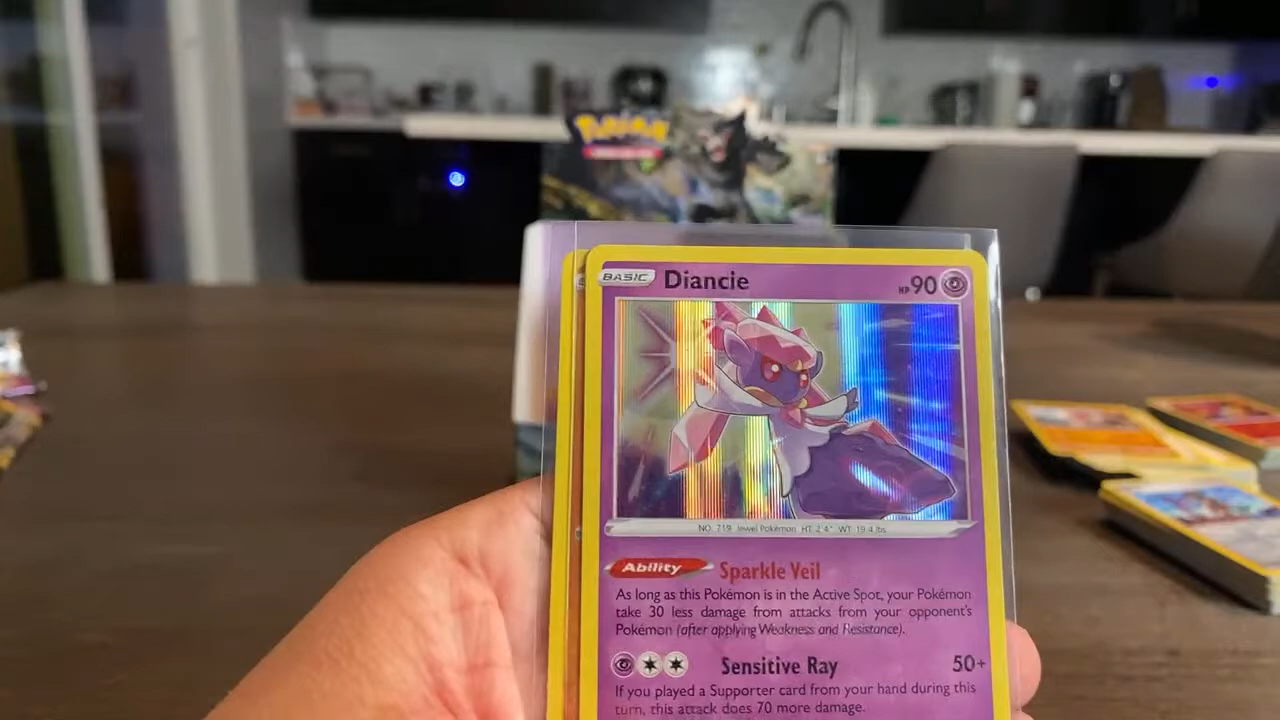 Pokémon
BASIC Diancie HP 90
NO. 719 Jewel Pokémon HT: 2'4" WT: 19.4 lbs.
Ability Sparkle Veil
As long as this Pokémon is in the Active Spot, your Pokémon
take 30 less damage from attacks from your opponent's
Pokémon (after applying Weakness and Resistance).
Sensitive Ray 50+
If you played a Supporter card from your hand during this
turn, this attack does 70 more damage.